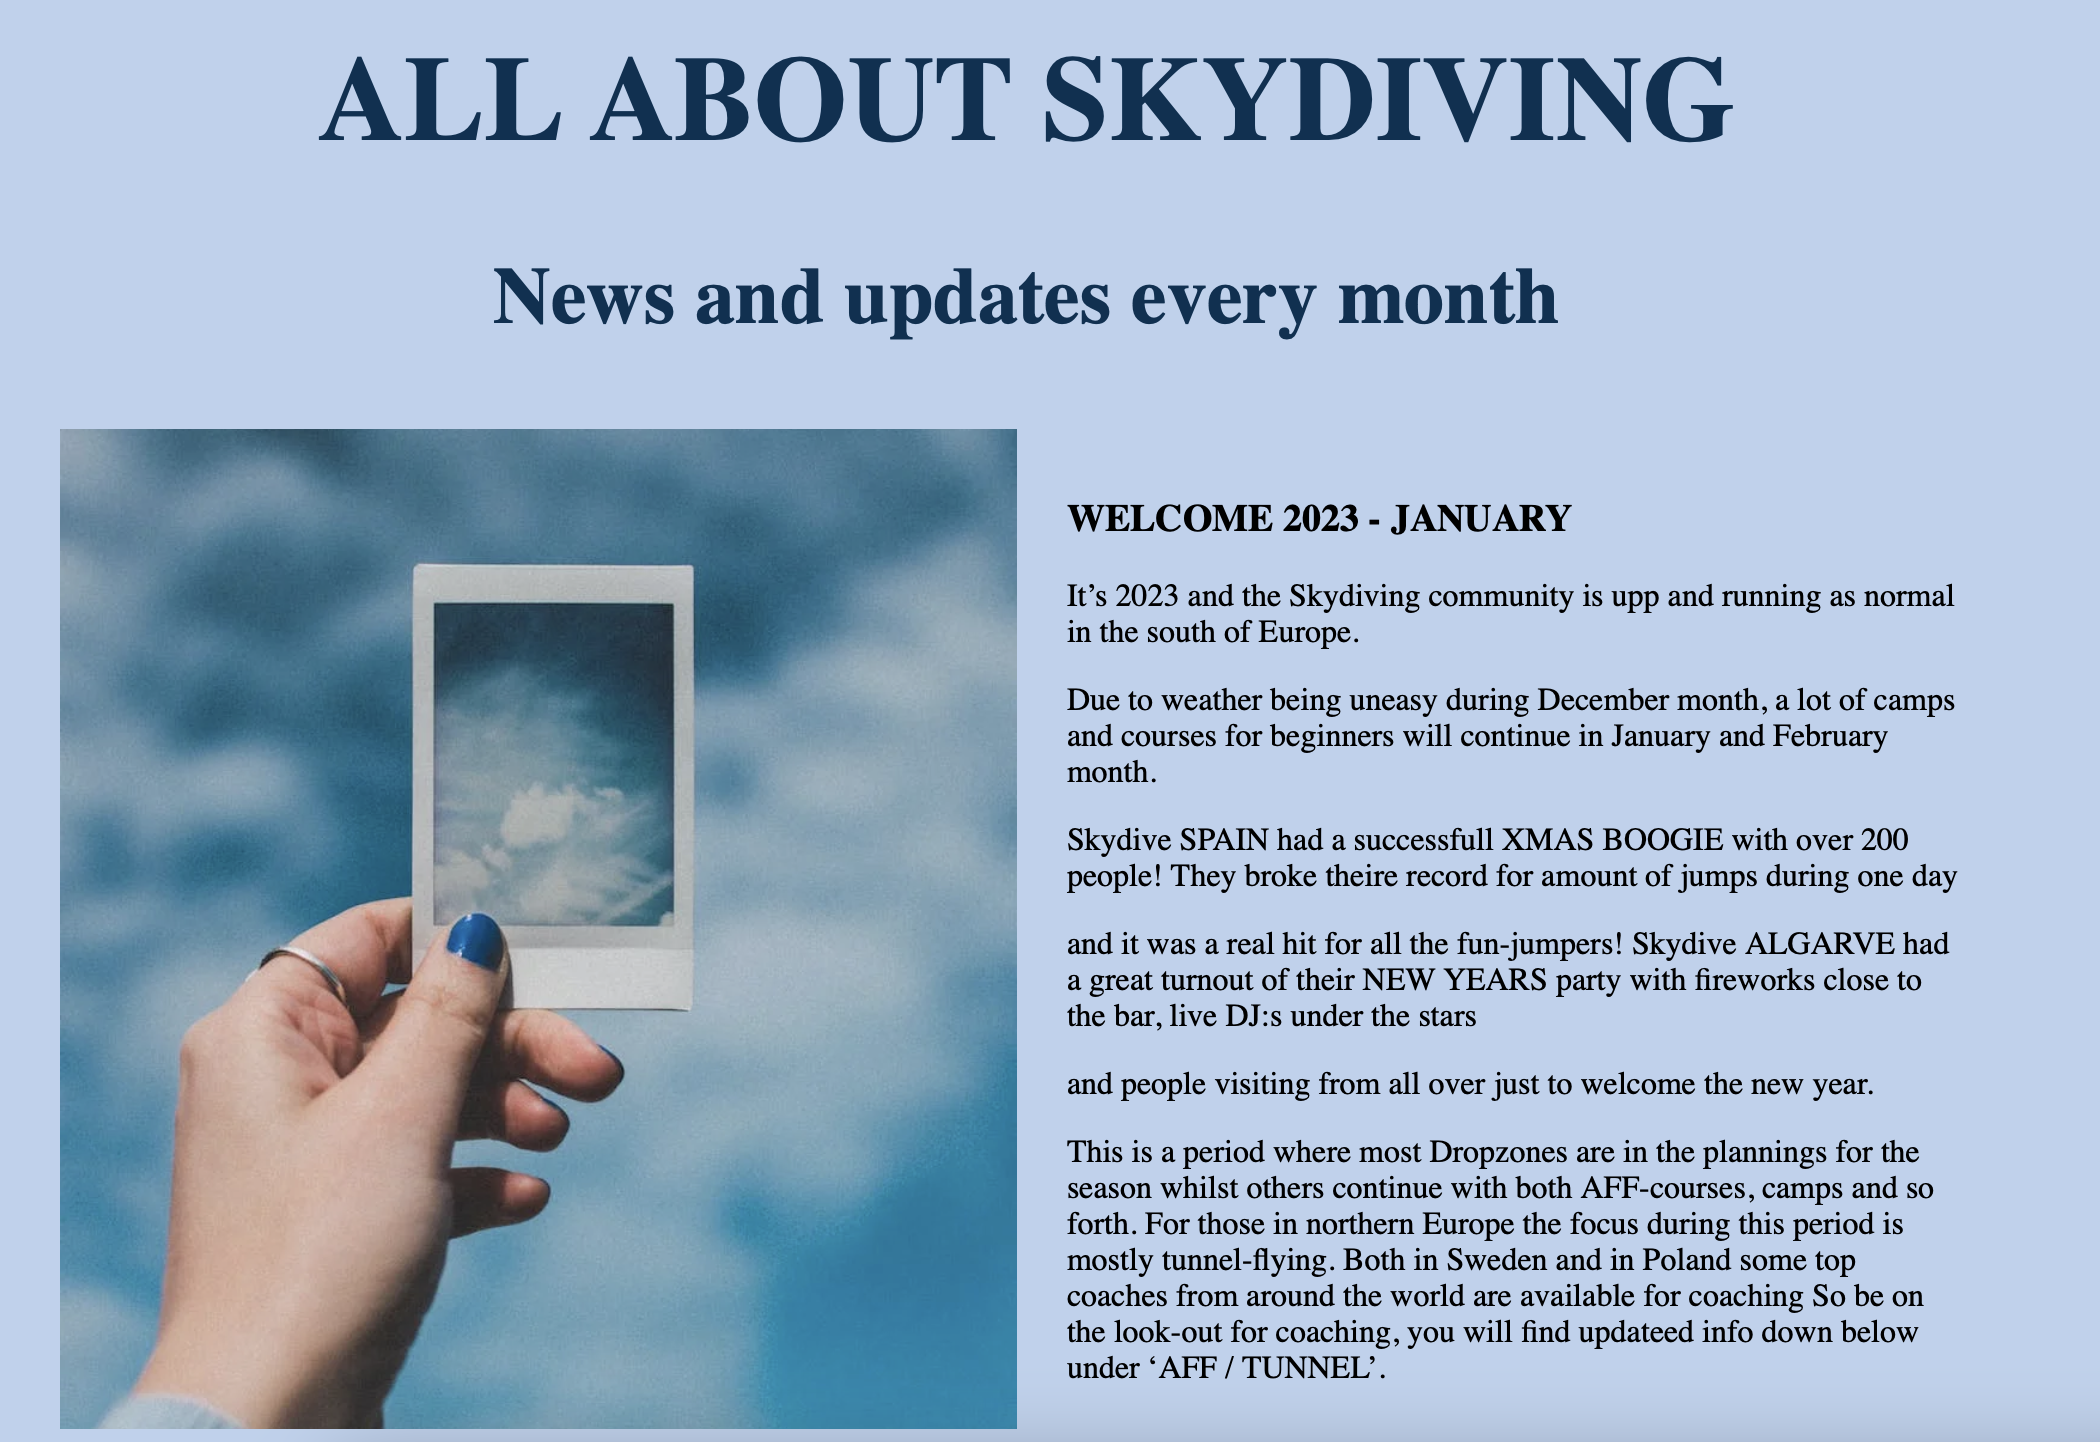 ALL ABOUT SKYDIVING
News and updates every month
WELCOME 2023 - JANUARY
It’s 2023 and the Skydiving community is upp and running as normal
in the south of Europe.
Due to weather being uneasy during December month, a lot of camps
and courses for beginners will continue in January and February
month.
Skydive SPAIN had a successfull XMAS BOOGIE with over 200
people! They broke theire record for amount of jumps during one day
and it was a real hit for all the fun-jumpers! Skydive ALGARVE had
a great turnout of their NEW YEARS party with fireworks close to
the bar, live DJ:s under the stars
and people visiting from all over just to welcome the new year.
This is a period where most Dropzones are in the plannings for the
season whilst others continue with both AFF-courses, camps and so
forth. For those in northern Europe the focus during this period is
mostly tunnel-flying. Both in Sweden and in Poland some top
coaches from around the world are available for coaching So be on
the look-out for coaching, you will find updateed info down below
under ‘AFF / TUNNEL’.